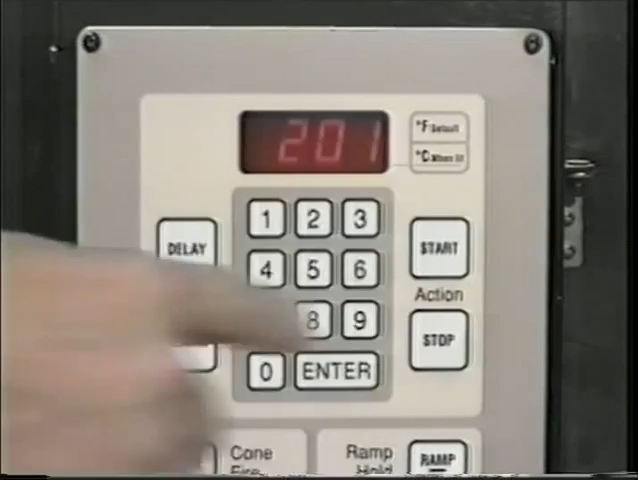 201
°F Default
°C
1 2 3
DELAY
START
4 5 6
Action
8 9
STOP
0 ENTER
Cone
Fire
Ramp
Hold
RAMP